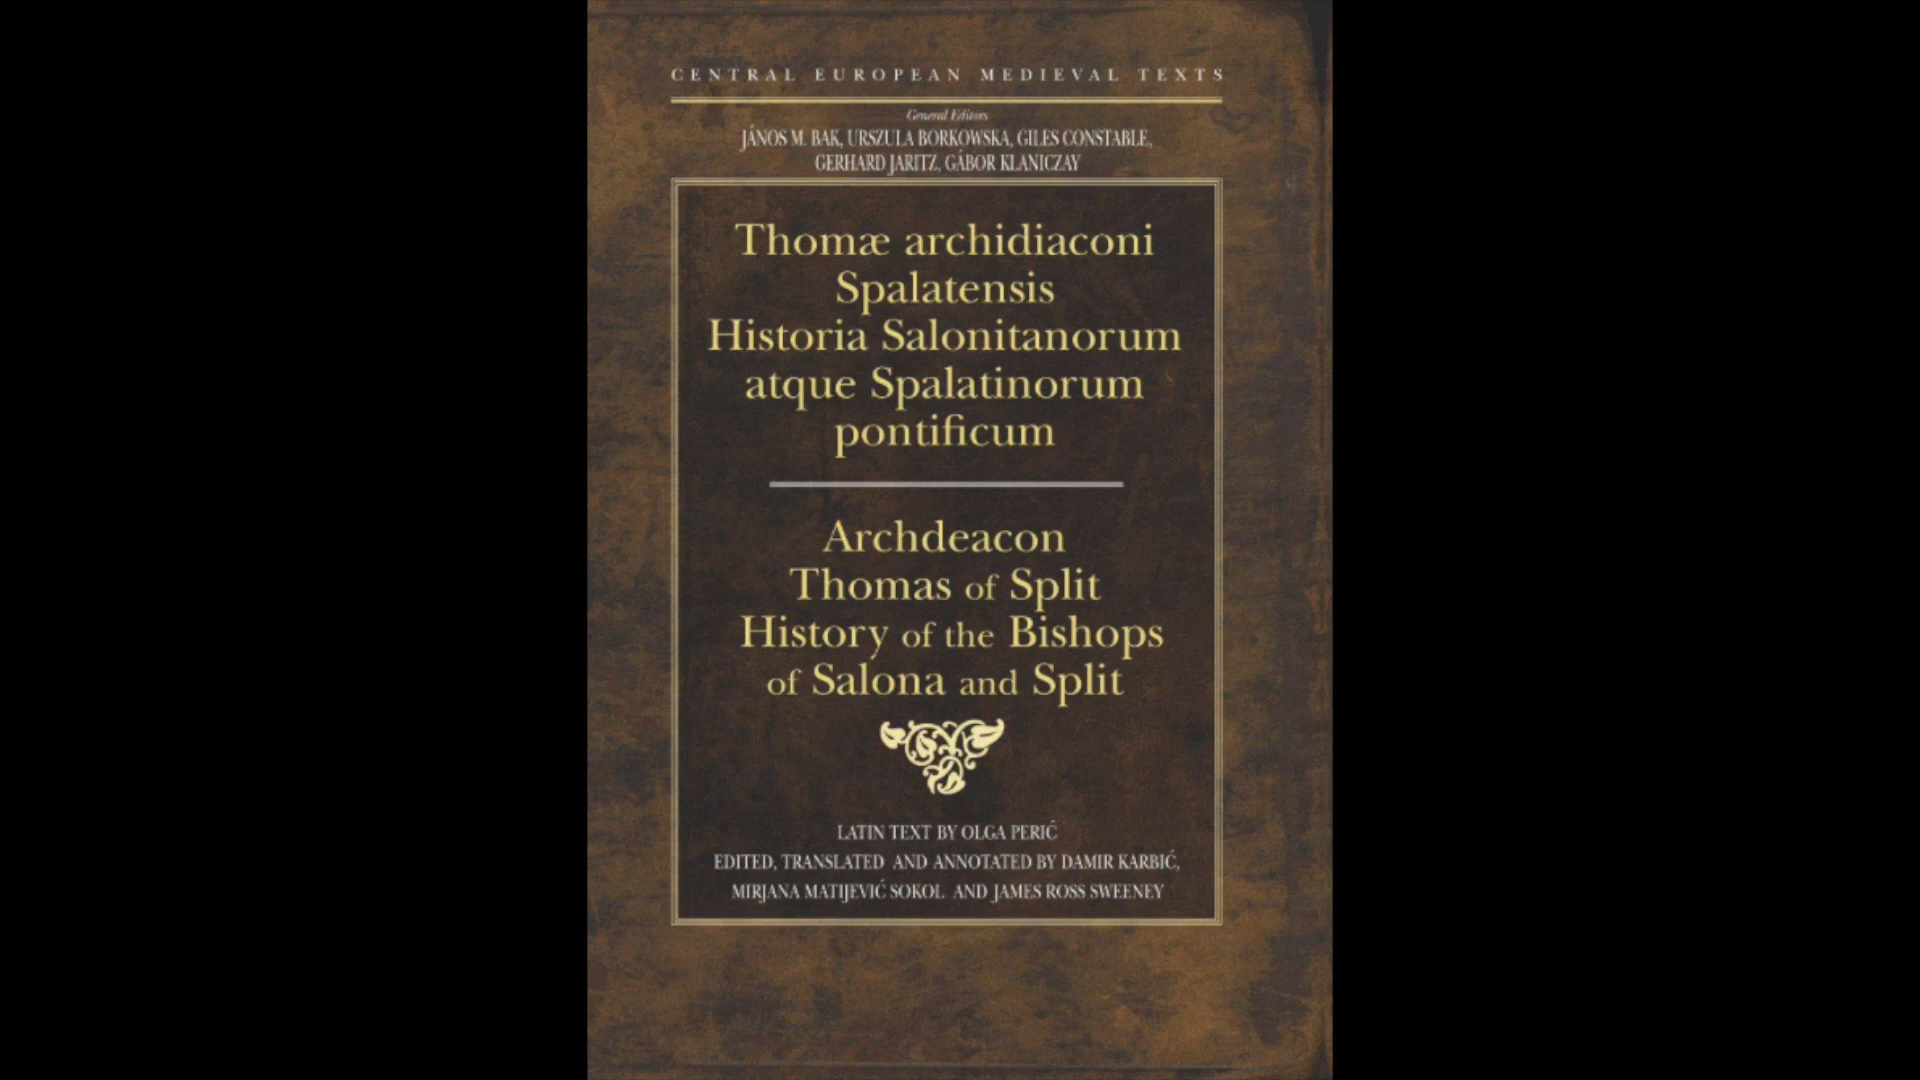 CENTRAL EUROPEAN MEDIEVAL TEXTS
General Editors
JÁNOS M. BAK, URSZULA BORKOWSKA, GILES CONSTABLE,
GERHARD JARITZ, GÁBOR KLANICZAY
Thomæ archidiaconi
Spalatensis
Historia Salonitanorum
atque Spalatinorum
pontificum
Archdeacon
Thomas of Split
History of the Bishops
of Salona and Split
LATIN TEXT BY OLGA PERIĆ
EDITED, TRANSLATED AND ANNOTATED BY DAMIR KARBIĆ,
MIRJANA MATIJEVIĆ SOKOL AND JAMES ROSS SWEENEY